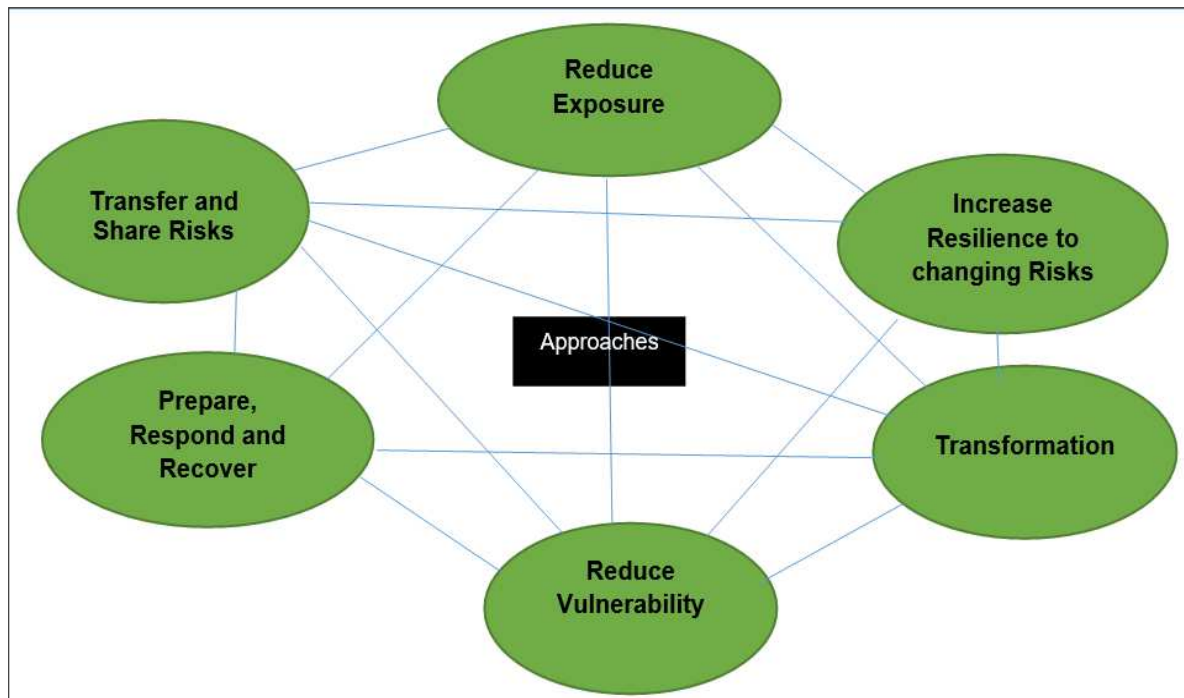 Reduce
Exposure
Transfer and
Share Risks
Increase
Resilience to
changing Risks
Approaches
Prepare,
Respond and
Recover
Transformation
Reduce
Vulnerability